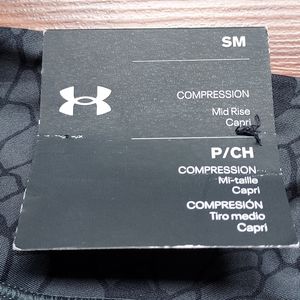 SM
COMPRESSION
Mid Rise
Capri
P/CH
COMPRESSION
Mi-taille
Capri
COMPRESIÓN
Tiro medio
Capri